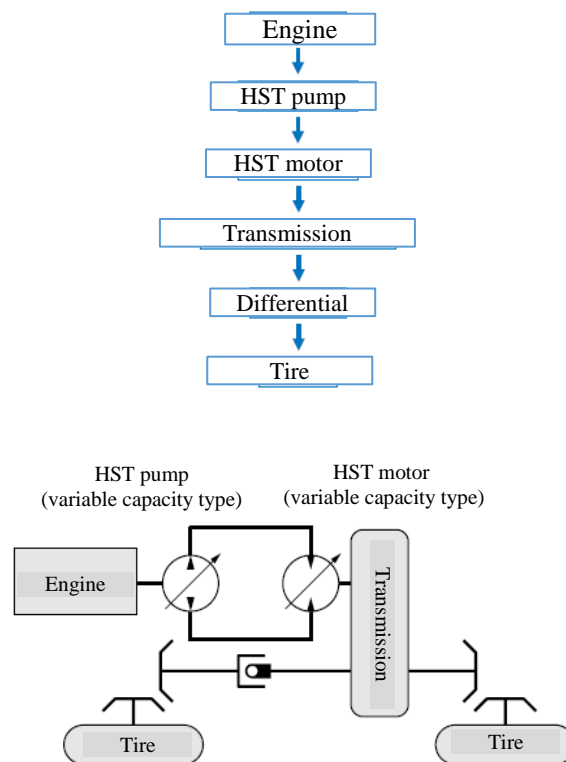 Engine
HST pump
HST motor
Transmission
Differential
Tire
HST pump
(variable capacity type)
HST motor
(variable capacity type)
Engine
Transmission
Tire
Tire